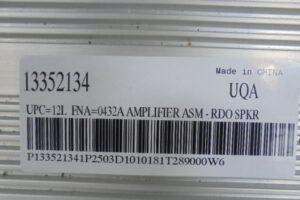 Made in CHINA
13352134 UQA
UPC=12L FNA=0432A AMPLIFIER ASM - RDO SPKR
P133521341P2503D1010181T289000W6